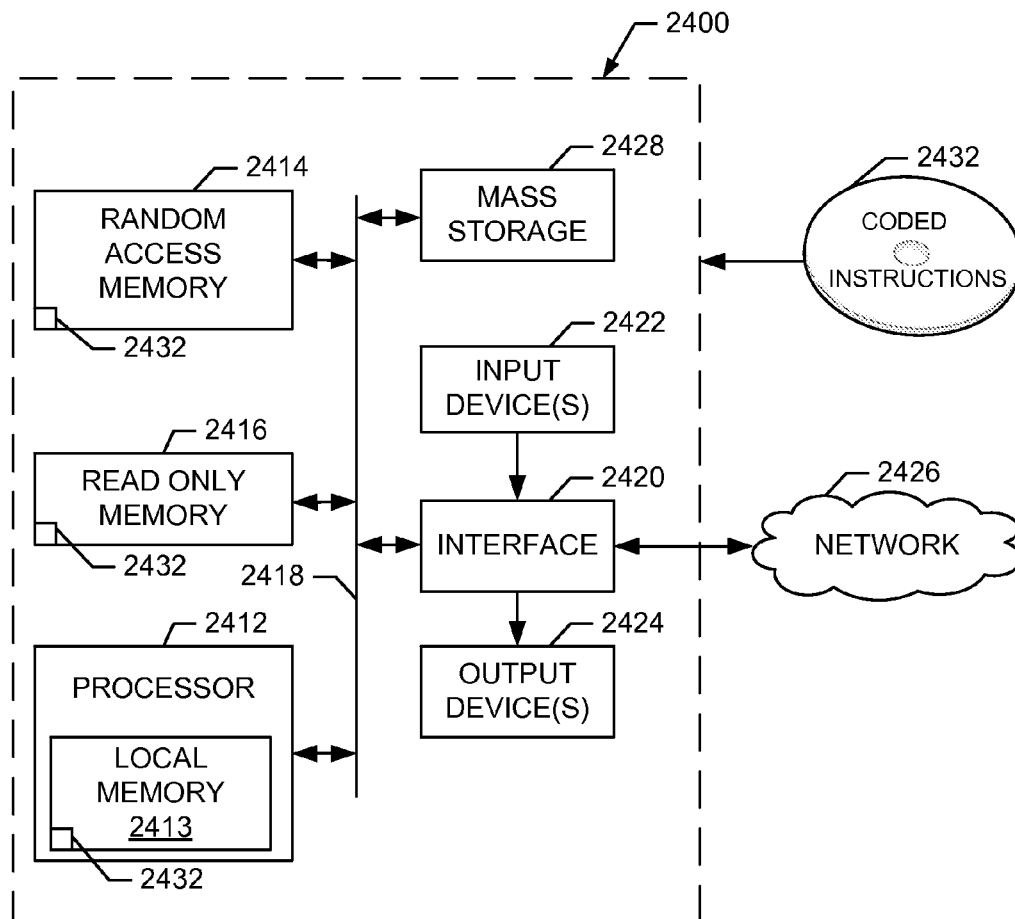 2400
2414
RANDOM
ACCESS
MEMORY
2432
2428
MASS
STORAGE
2432
CODED
INSTRUCTIONS
2422
INPUT
DEVICE(S)
2416
READ ONLY
MEMORY
2432
2418
2420
INTERFACE
2426
NETWORK
2412
PROCESSOR
LOCAL
MEMORY
2413
2432
2424
OUTPUT
DEVICE(S)